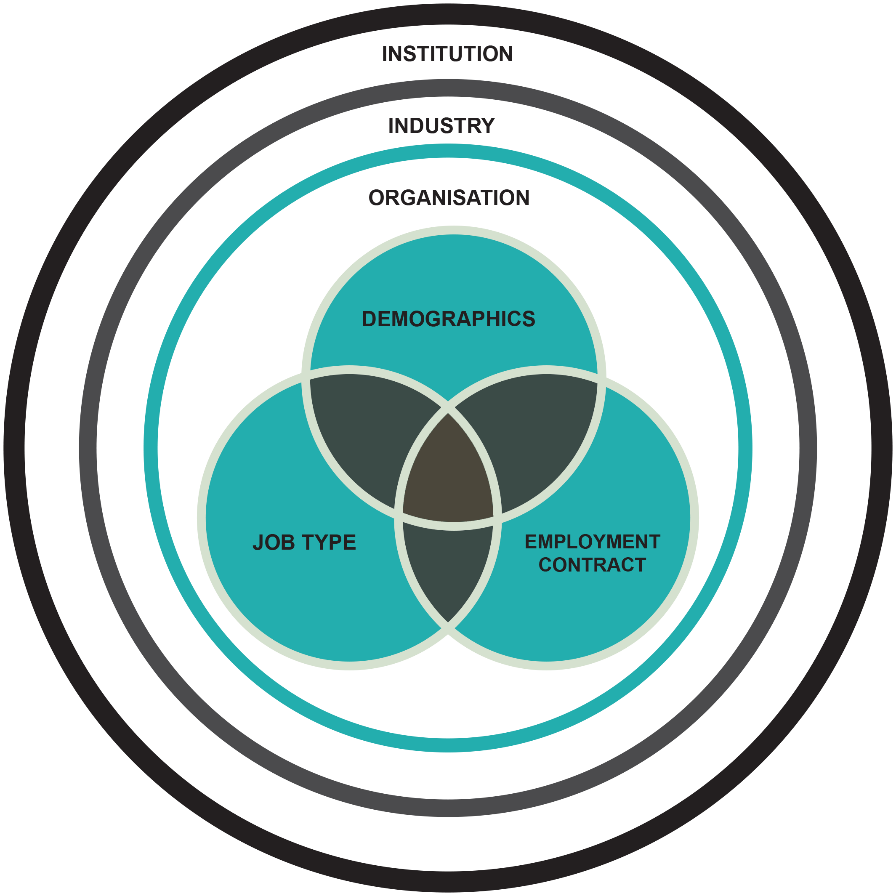 INSTITUTION
INDUSTRY
ORGANISATION
DEMOGRAPHICS
JOB TYPE
EMPLOYMENT
CONTRACT